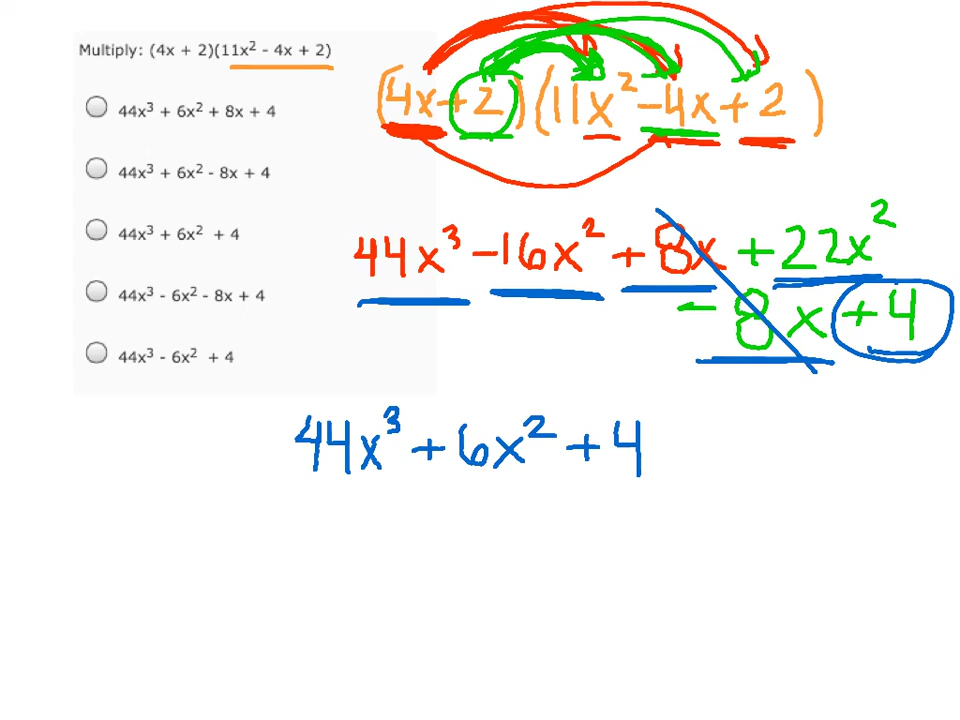 Multiply: (4x + 2)(11x² - 4x + 2)
44x³ + 6x² + 8x + 4
44x³ + 6x² - 8x + 4
44x³ + 6x² + 4
44x³ - 6x² - 8x + 4
44x³ - 6x² + 4
(4x+2)(11x²-4x+2)
44x³ -16x² + 8x + 22x²
- 8x + 4
44x³ + 6x² + 4